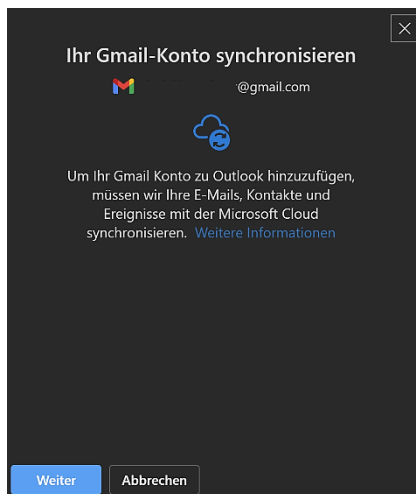 Ihr Gmail-Konto synchronisieren
@gmail.com
Um Ihr Gmail Konto zu Outlook hinzuzufügen,
müssen wir Ihre E-Mails, Kontakte und
Ereignisse mit der Microsoft Cloud
synchronisieren. Weitere Informationen
Weiter Abbrechen